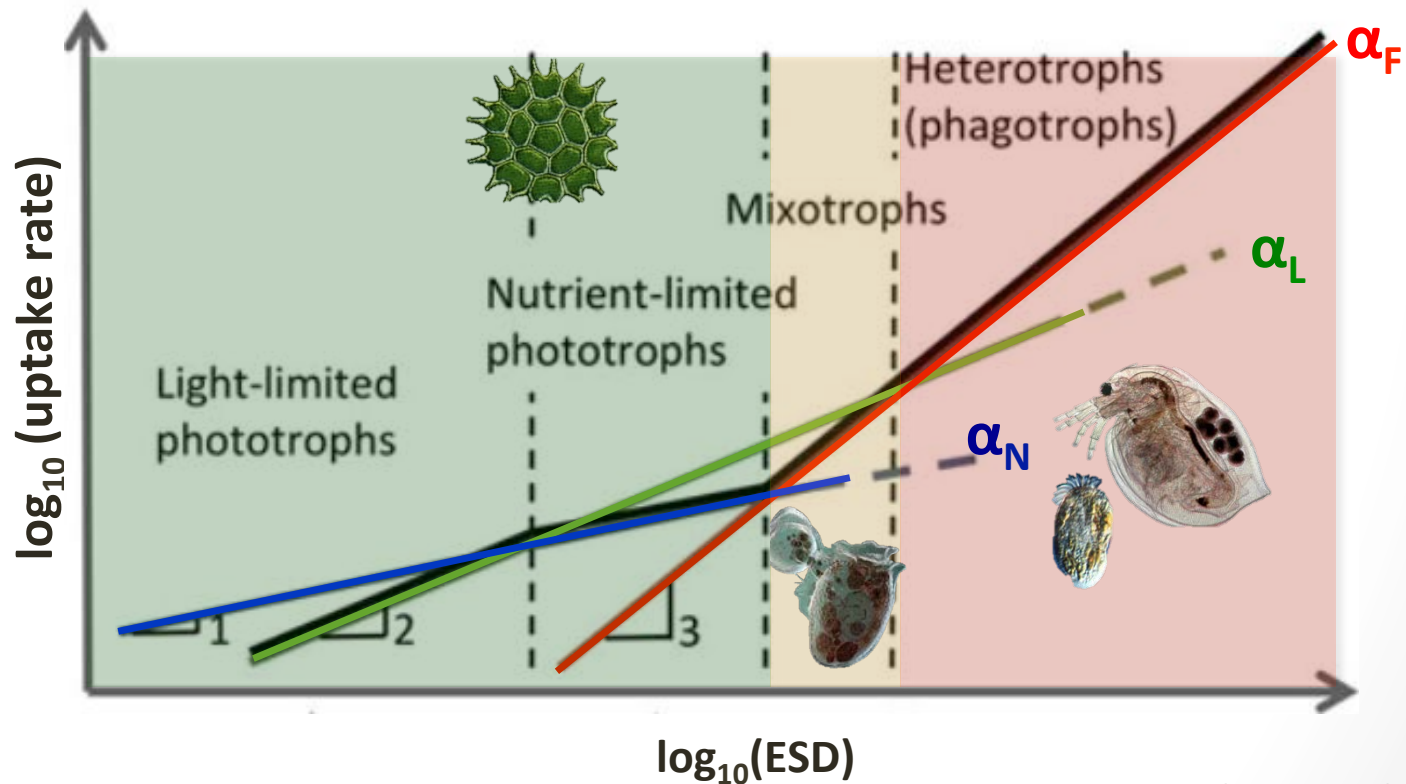 Heterotrophs
(phagotrophs)
αF
Mixotrophs
αL
Nutrient-limited
phototrophs
Light-limited
phototrophs
αN
1
2
3
log10 (uptake rate)
log10(ESD)